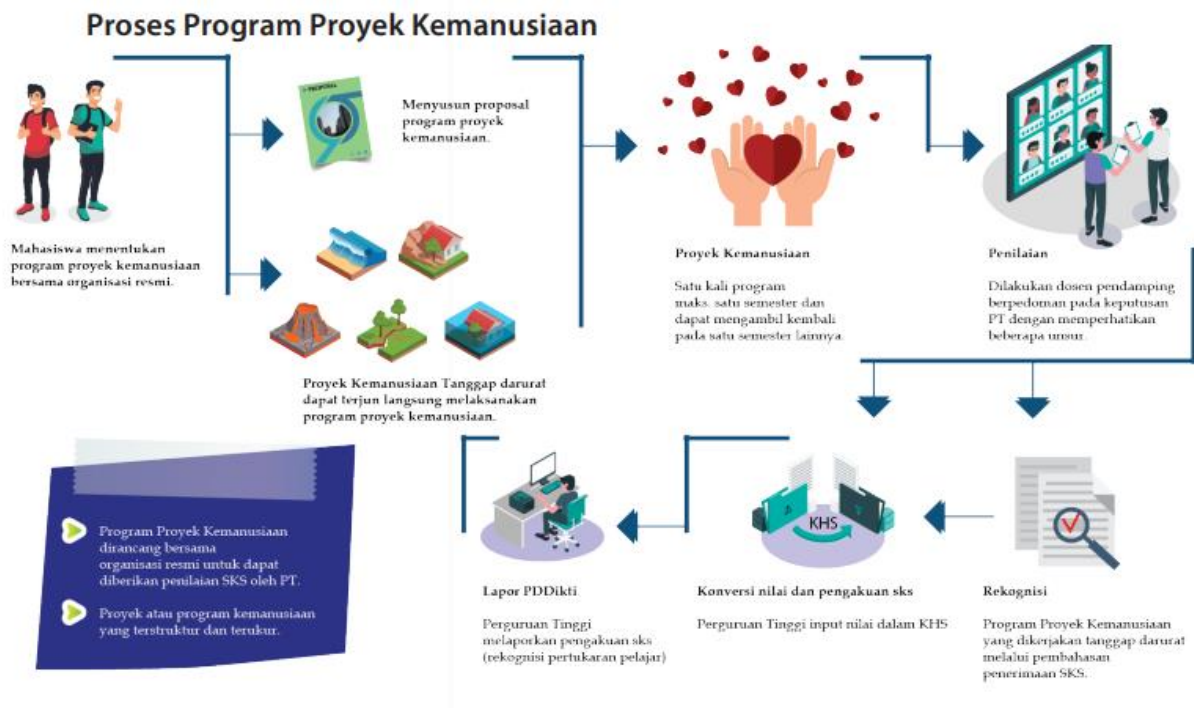 Proses Program Proyek Kemanusiaan
PROPOSAL
Menyusun proposal
program proyek
kemanusiaan.
Mahasiswa menentukan
program proyek kemanusiaan
bersama organisasi resmi.
Proyek Kemanusiaan Tanggap darurat
dapat terjun langsung melaksanakan
program proyek kemanusiaan.
Proyek Kemanusiaan
Satu kali program
maks. satu semester dan
dapat mengambil kembali
pada satu semester lainnya.
Penilaian
Dilakukan dosen pendamping
berpedoman pada keputusan
PT dengan memperhatikan
beberapa unsur.
Rekognisi
Program Proyek Kemanusiaan
yang dikerjakan tanggap darurat
melalui pembahasan
penerimaan SKS.
KHS
Konversi nilai dan pengakuan sks
Perguruan Tinggi input nilai dalam KHS
Lapor PDDikti
Perguruan Tinggi
melaporkan pengakuan sks
(rekognisi pertukaran pelajar)
Program Proyek Kemanusiaan
dirancang bersama
organisasi resmi untuk dapat
diberikan penilaian SKS oleh PT.
Proyek atau program kemanusiaan
yang terstruktur dan terukur.